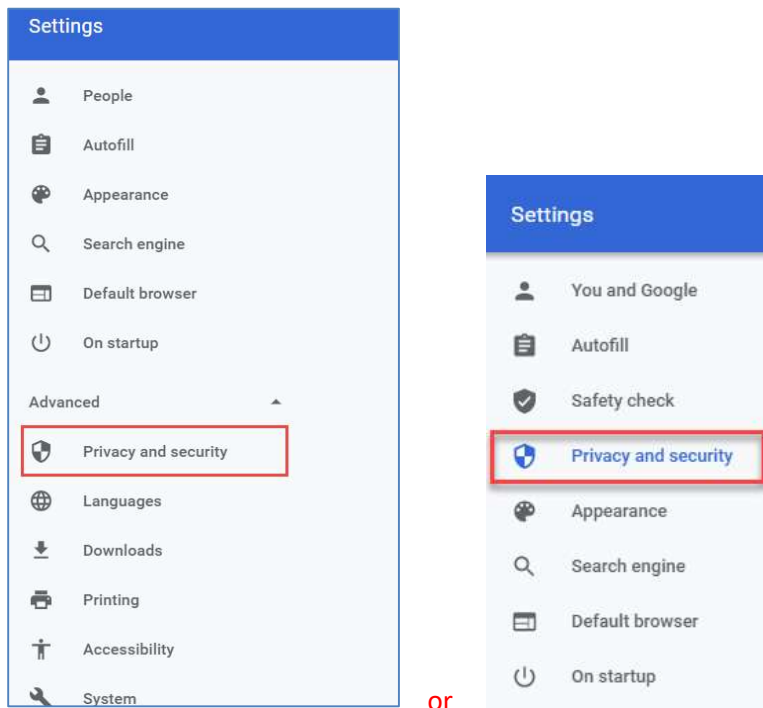 Settings
People
Autofill
Appearance
Search engine
Default browser
On startup
Advanced
Privacy and security
Languages
Downloads
Printing
Accessibility
System
or
Settings
You and Google
Autofill
Safety check
Privacy and security
Appearance
Search engine
Default browser
On startup